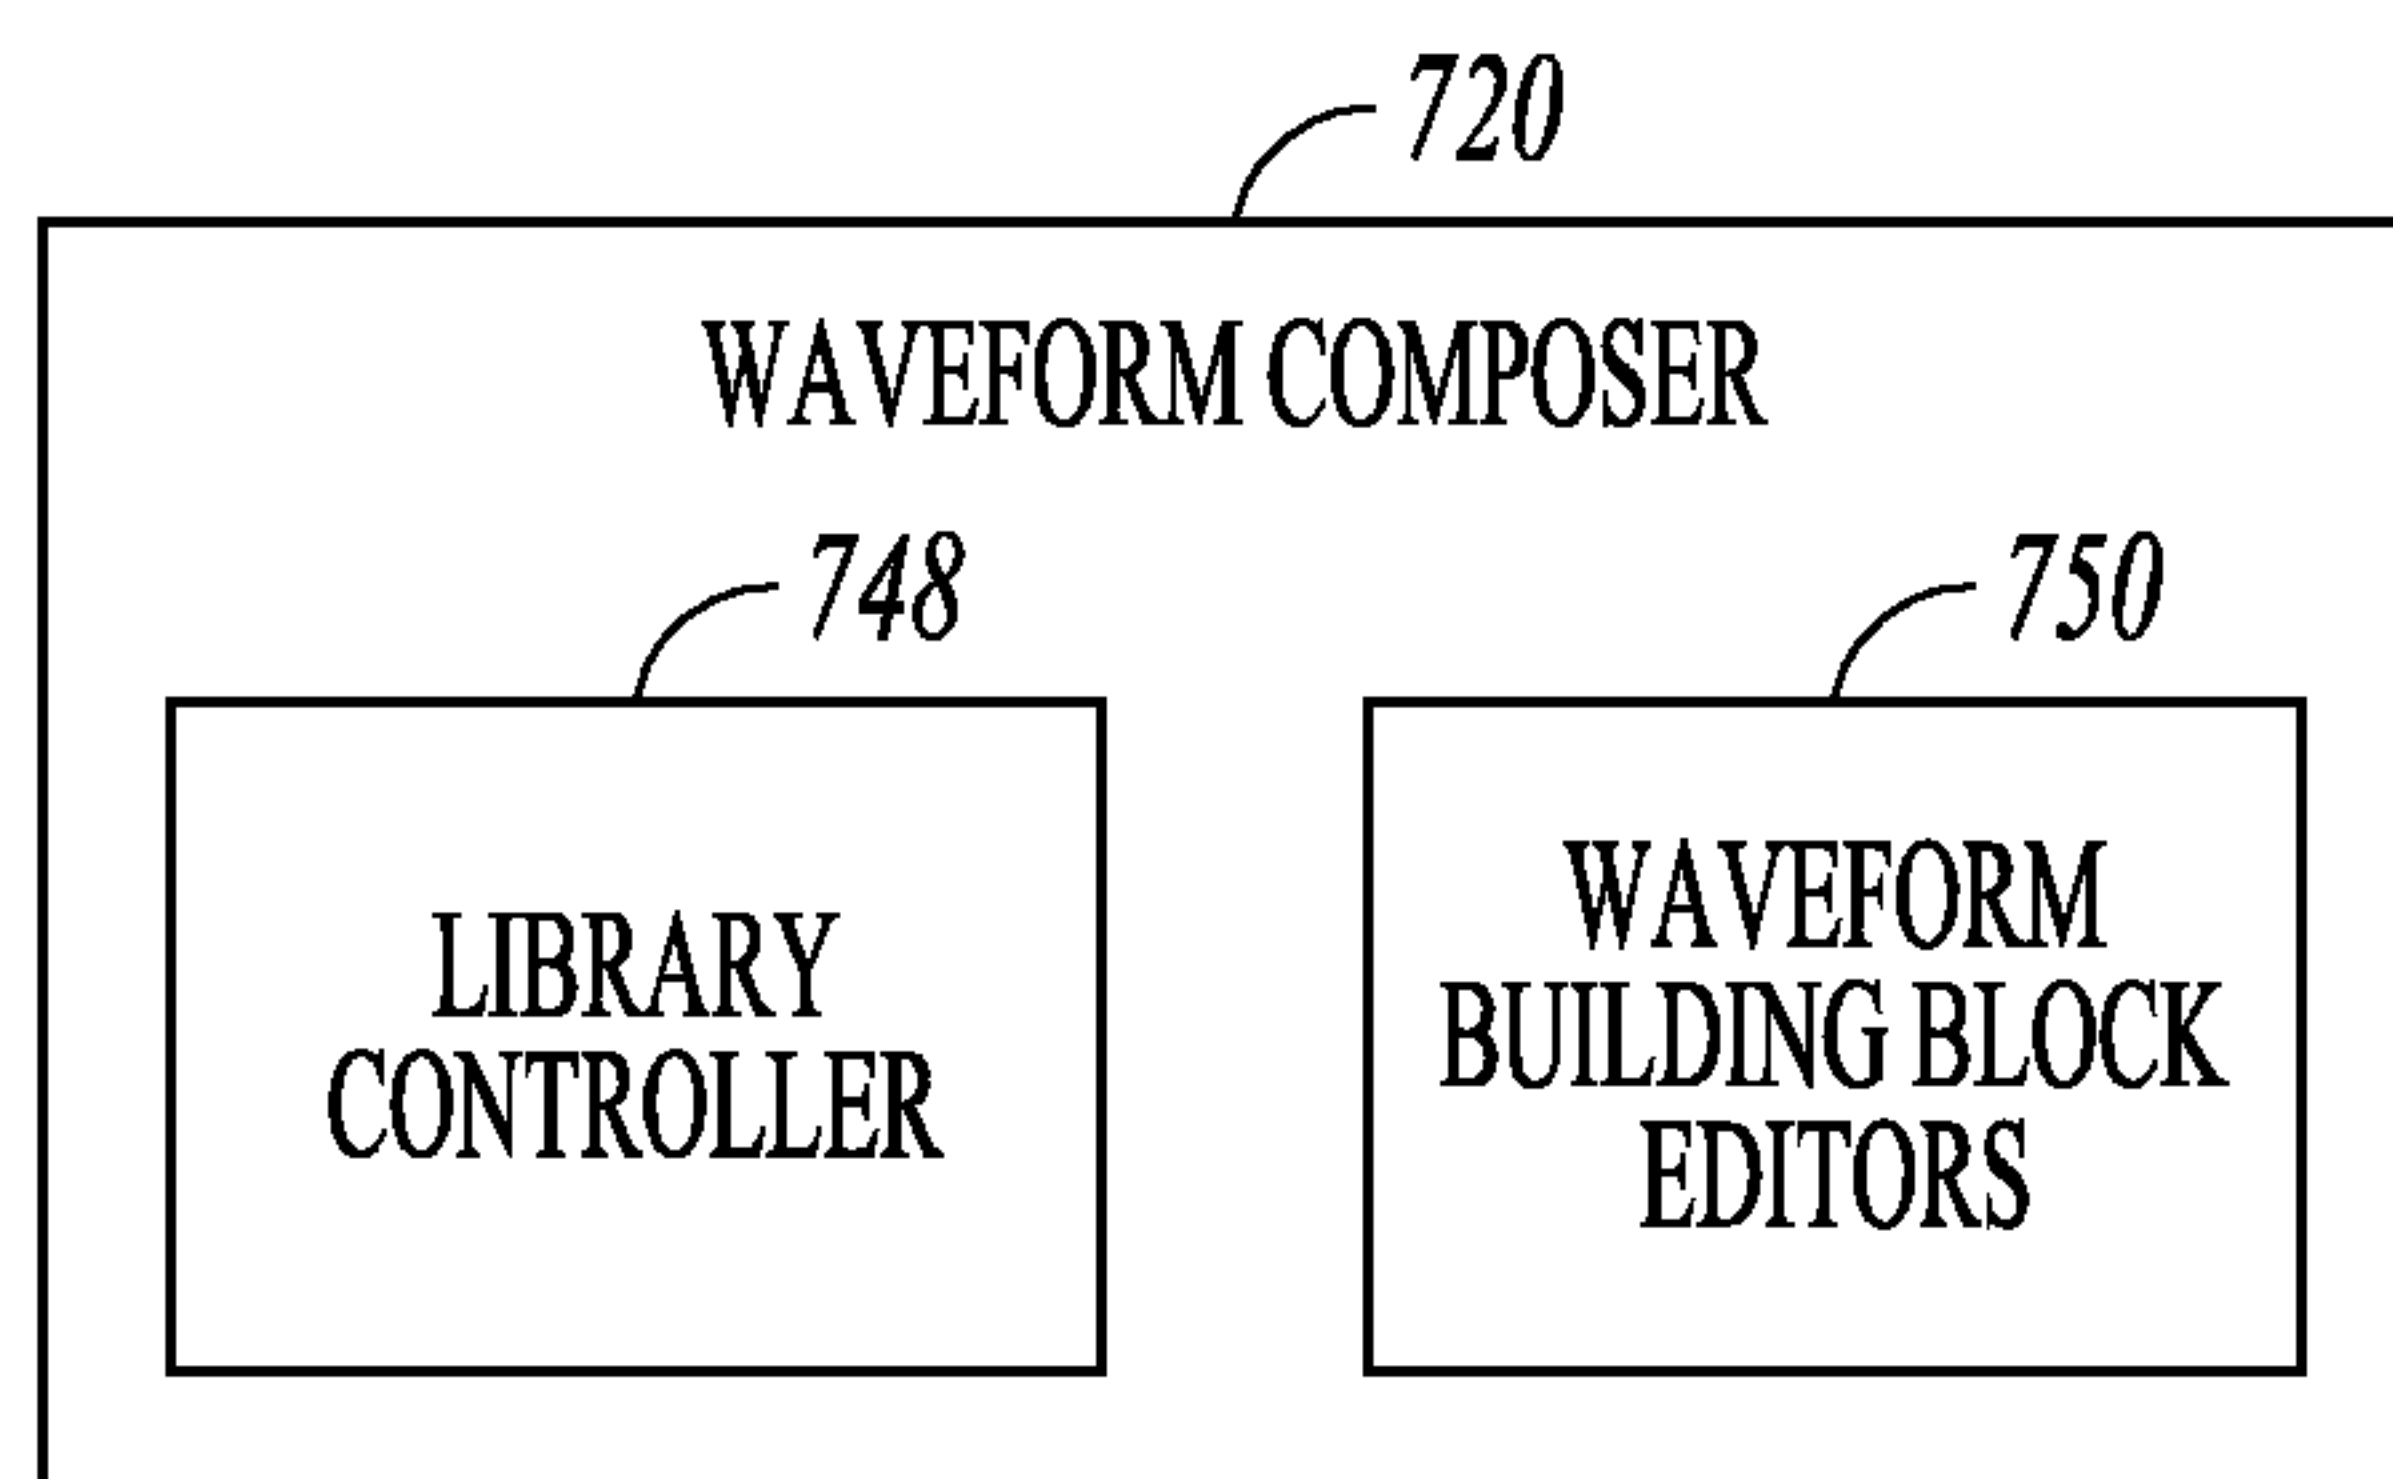 720
WAVEFORM COMPOSER
748
750
LIBRARY
CONTROLLER
WAVEFORM
BUILDING BLOCK
EDITORS